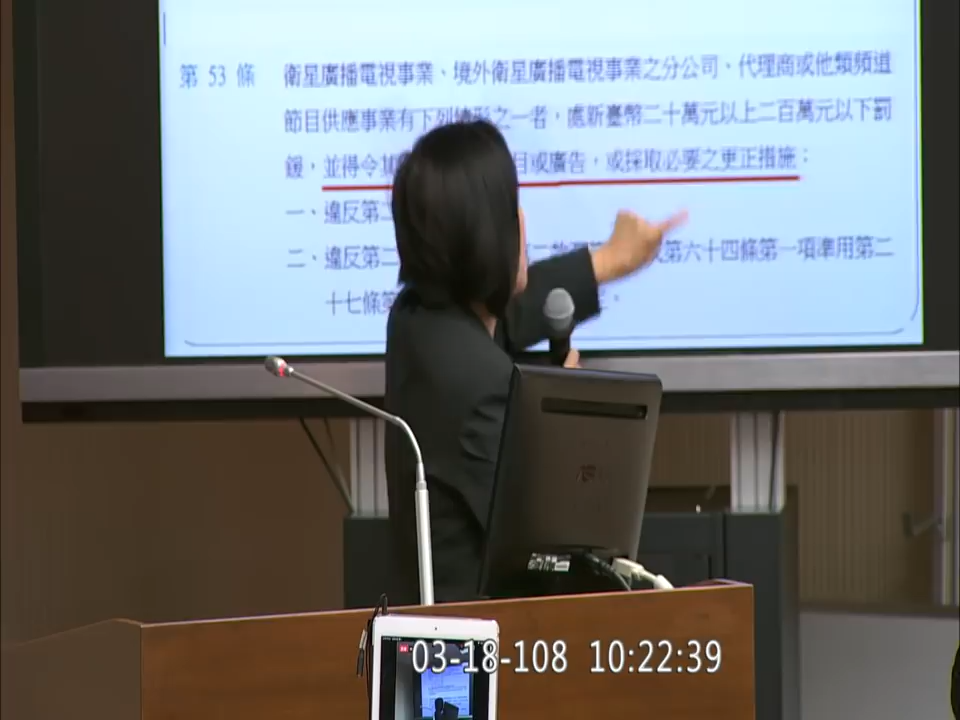 第 53 條 衛星廣播電視事業、境外衛星廣播電視事業之分公司、代理商或他類頻道
節目供應事業有下列情形之一者，處新臺幣二十萬元以上二百萬元以下罰
鍰，並得令 目或廣告，或採取必要之更正措施：
一、違反第二
二、違反第二 第六十四條第一項準用第二
十七條第
03-18-108 10:22:39